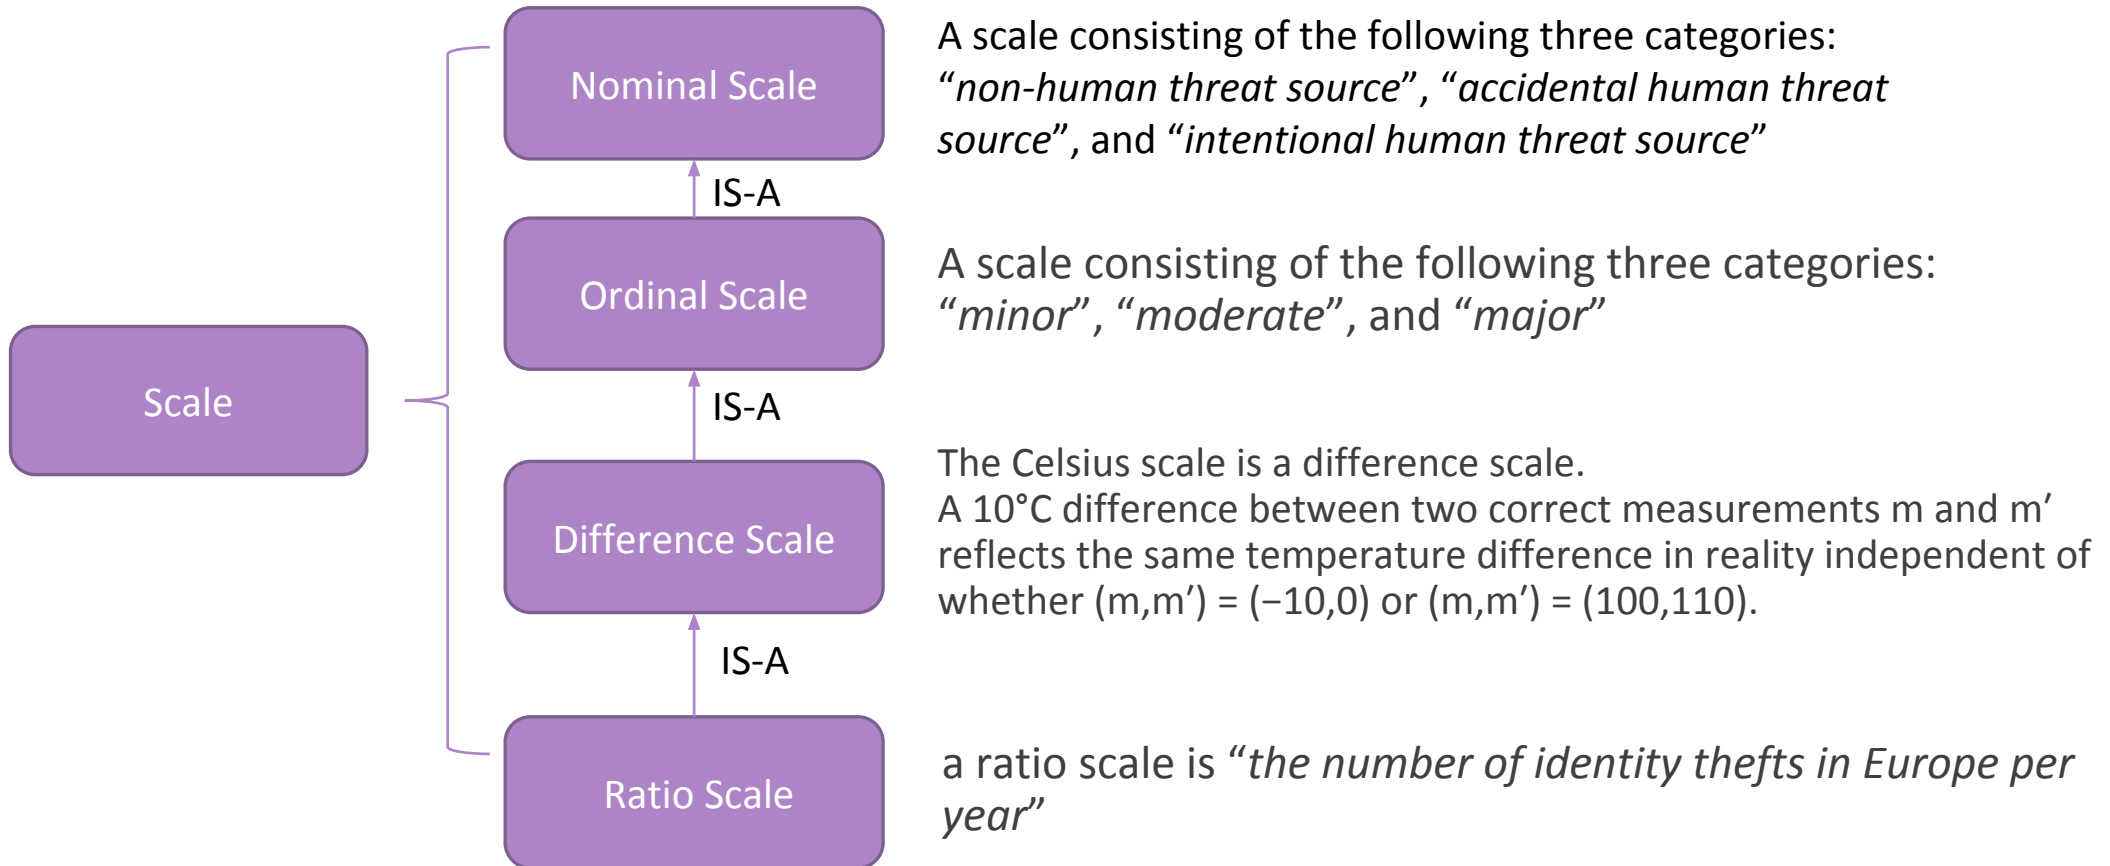 Nominal Scale
A scale consisting of the following three categories:
“non-human threat source”, “accidental human threat
source”, and “intentional human threat source”
IS-A
Ordinal Scale
A scale consisting of the following three categories:
“minor”, “moderate”, and “major”
Scale
IS-A
Difference Scale
The Celsius scale is a difference scale.
A 10°C difference between two correct measurements m and m′
reflects the same temperature difference in reality independent of
whether (m,m′) = (−10,0) or (m,m′) = (100,110).
IS-A
Ratio Scale
a ratio scale is “the number of identity thefts in Europe per
year”